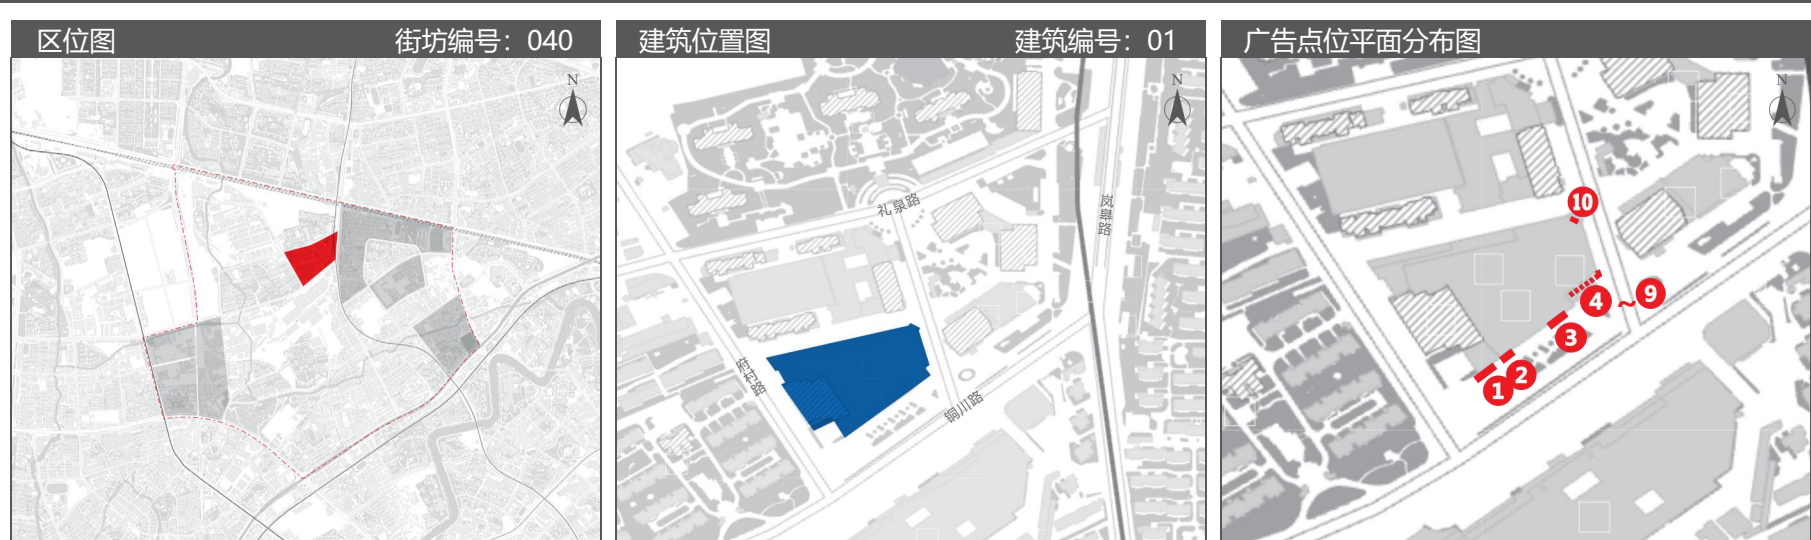 区位图 街坊编号：040
建筑位置图 建筑编号：01
广告点位平面分布图
N
N
N
礼泉路
岚皋路
府村路
铜川路
10
4 ~ 9
3
2
1